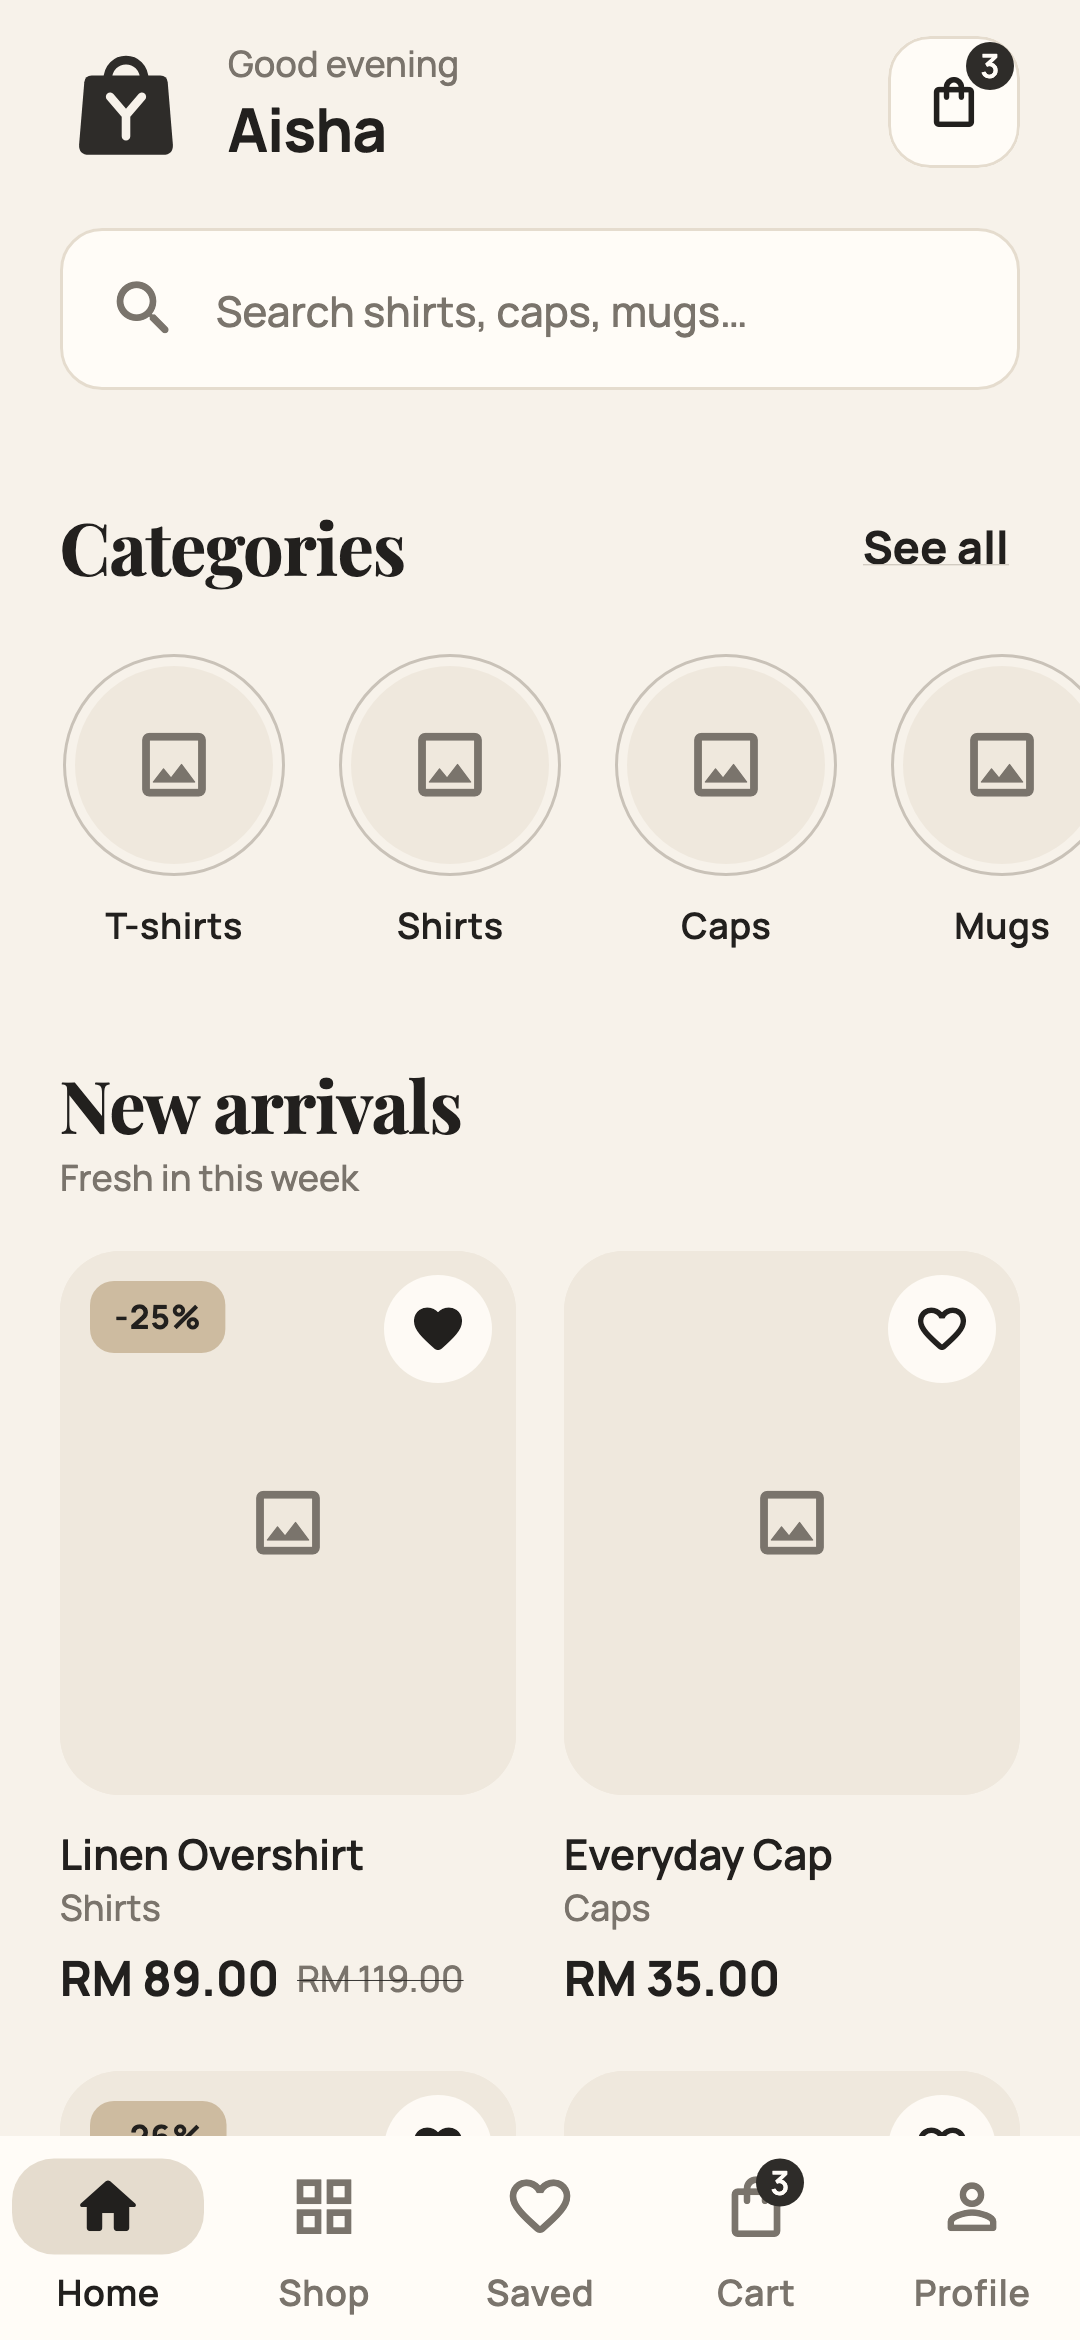 Y
Good evening
Aisha
3
Search shirts, caps, mugs...
Categories
See all
T-shirts
Shirts
Caps
Mugs
New arrivals
Fresh in this week
-25%
Linen Overshirt
Shirts
RM 89.00 RM 119.00
Everyday Cap
Caps
RM 35.00
-26%
3
Home
Shop
Saved
Cart
Profile